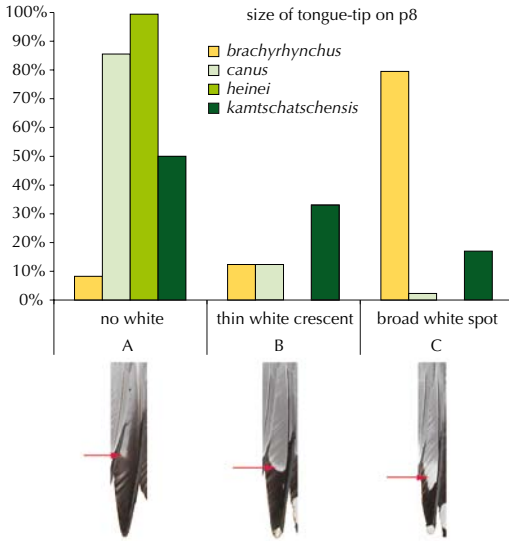 size of tongue-tip on p8
brachyrhynchus
canus
heinei
kamtschatschensis
100%
90%
80%
70%
60%
50%
40%
30%
20%
10%
0%
no white
thin white crescent
broad white spot
A
B
C